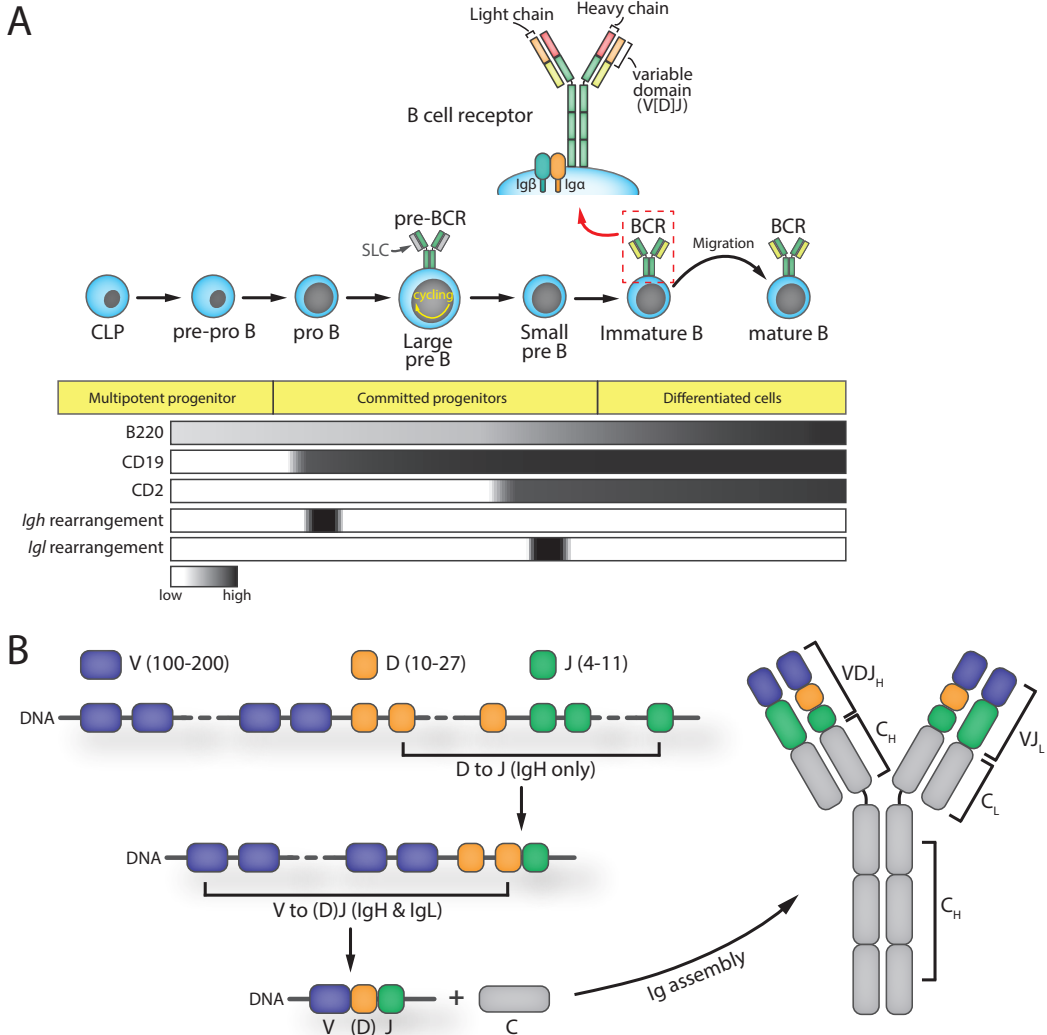 A
Light chain
Heavy chain
variable
domain
(V[D]J)
B cell receptor
Igβ
Igα
pre-BCR
SLC
BCR
Migration
BCR
cycling
CLP
pre-pro B
pro B
Large
pre B
Small
pre B
Immature B
mature B
Multipotent progenitor
Committed progenitors
Differentiated cells
B220
CD19
CD2
Igh rearrangement
Igl rearrangement
low
high
B
V (100-200)
D (10-27)
J (4-11)
DNA
D to J (IgH only)
DNA
V to (D)J (IgH & IgL)
DNA
V
(D)
J
+
C
Ig assembly
VDJH
CH
VJL
CL
CH